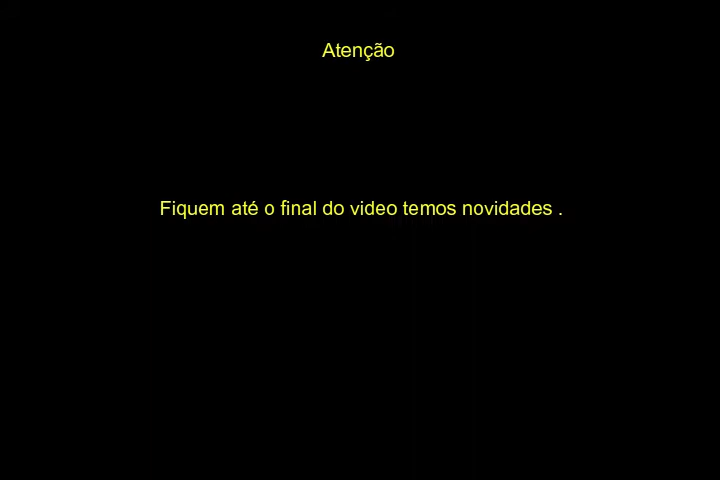 Atenção
Fiquem até o final do video temos novidades .